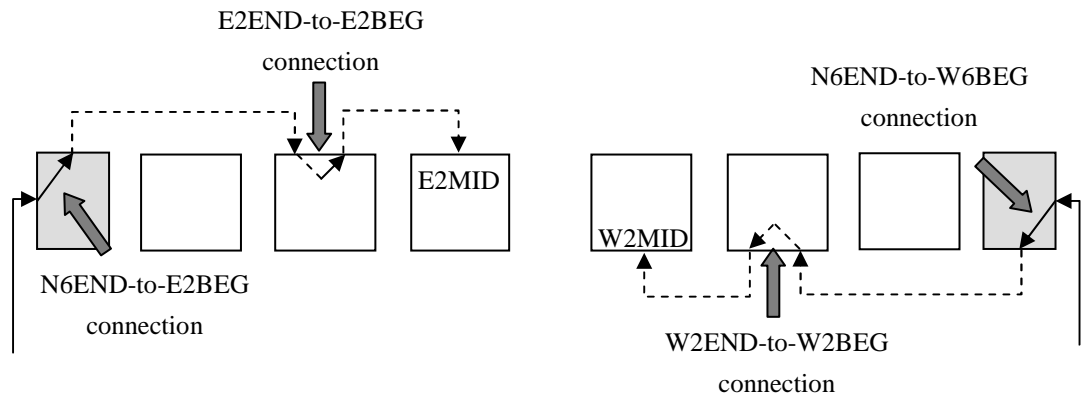 E2END-to-E2BEG
connection
N6END-to-W6BEG
connection
E2MID
W2MID
N6END-to-E2BEG
connection
W2END-to-W2BEG
connection